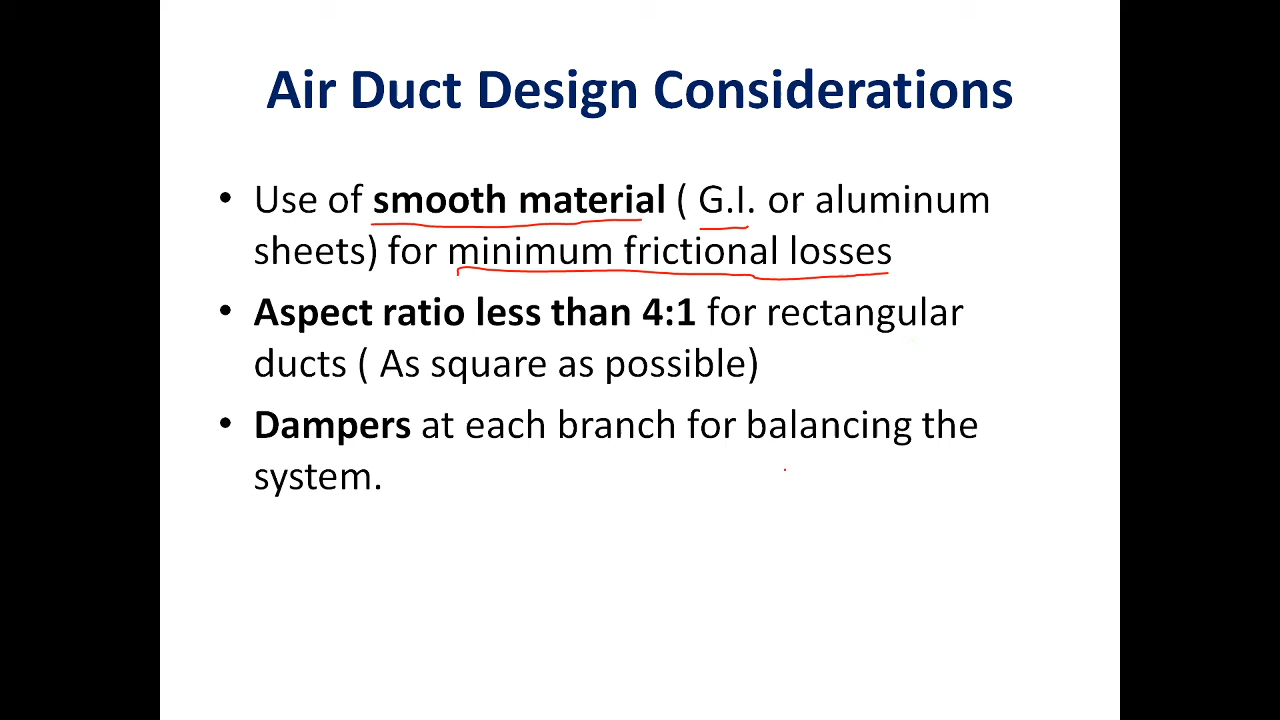 Air Duct Design Considerations
• Use of smooth material ( G.I. or aluminum
sheets) for minimum frictional losses
• Aspect ratio less than 4:1 for rectangular
ducts ( As square as possible)
• Dampers at each branch for balancing the
system.